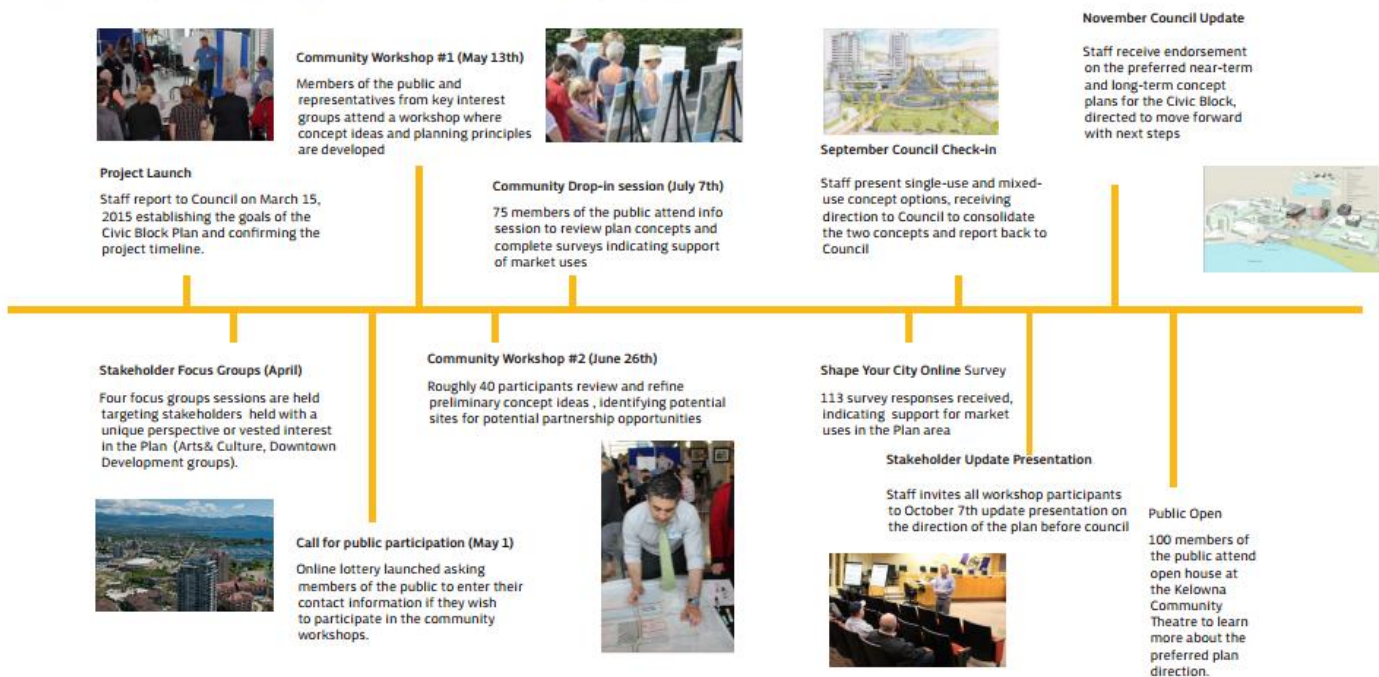 Community Workshop #1 (May 13th)
Members of the public and
representatives from key interest
groups attend a workshop where
concept ideas and planning principles
are developed
Project Launch
Staff report to Council on March 15,
2015 establishing the goals of the
Civic Block Plan and confirming the
project timeline.
Community Drop-in session (July 7th)
75 members of the public attend info
session to review plan concepts and
complete surveys indicating support
of market uses
September Council Check-in
Staff present single-use and mixed-
use concept options, receiving
direction to Council to consolidate
the two concepts and report back to
Council
November Council Update
Staff receive endorsement
on the preferred near-term
and long-term concept
plans for the Civic Block,
directed to move forward
with next steps
Stakeholder Focus Groups (April)
Four focus groups sessions are held
targeting stakeholders held with a
unique perspective or vested interest
in the Plan (Arts& Culture, Downtown
Development groups).
Call for public participation (May 1)
Online lottery launched asking
members of the public to enter their
contact information if they wish
to participate in the community
workshops.
Community Workshop #2 (June 26th)
Roughly 40 participants review and refine
preliminary concept ideas , identifying potential
sites for potential partnership opportunities
Shape Your City Online Survey
113 survey responses received,
indicating support for market
uses in the Plan area
Stakeholder Update Presentation
Staff invites all workshop participants
to October 7th update presentation on
the direction of the plan before council
Public Open
100 members of
the public attend
open house at
the Kelowna
Community
Theatre to learn
more about the
preferred plan
direction.